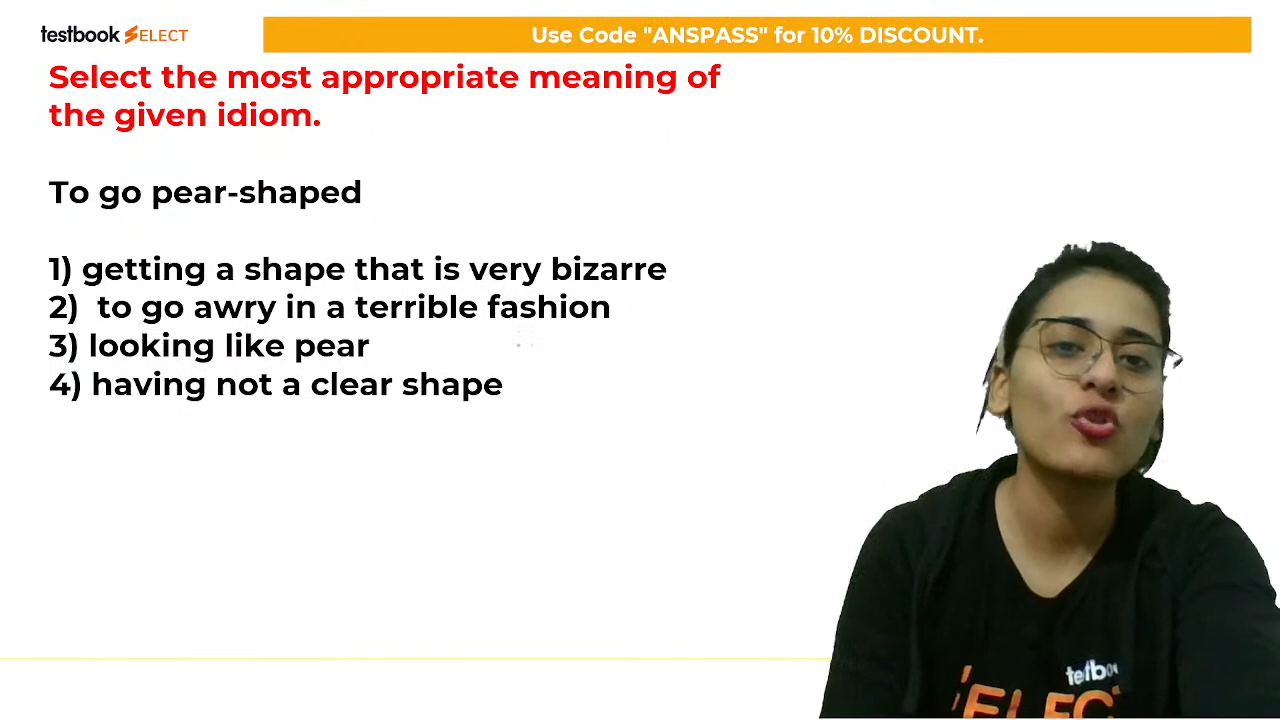 testbook SELECT
Use Code "ANSPASS" for 10% DISCOUNT.
Select the most appropriate meaning of
the given idiom.
To go pear-shaped
1) getting a shape that is very bizarre
2) to go awry in a terrible fashion
3) looking like pear
4) having not a clear shape
SELECT